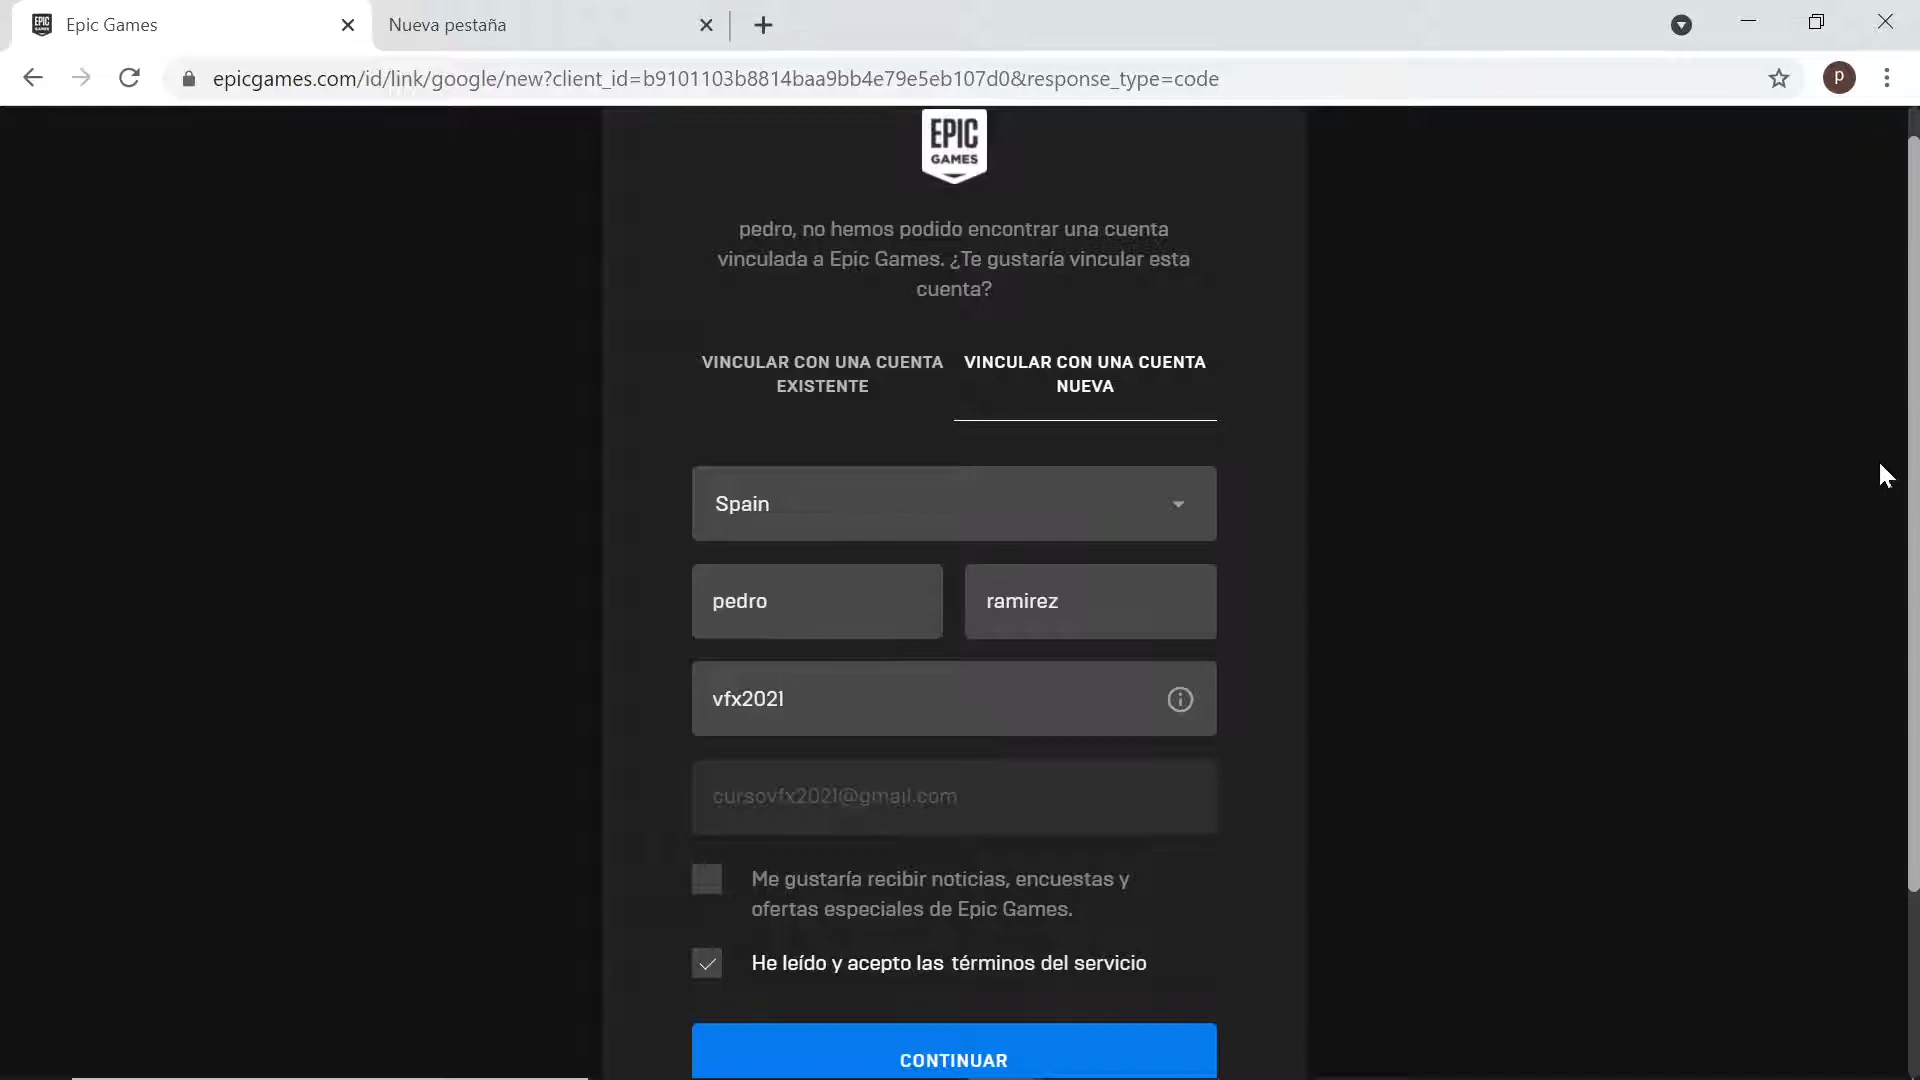 Epic Games
Nueva pestaña
epicgames.com/id/link/google/new?client_id=b9101103b8814baa9bb4e79e5eb107d0&response_type=code
p
EPIC
GAMES
pedro, no hemos podido encontrar una cuenta
vinculada a Epic Games. ¿Te gustaría vincular esta
cuenta?
VINCULAR CON UNA CUENTA
EXISTENTE
VINCULAR CON UNA CUENTA
NUEVA
Spain
pedro
ramirez
vfx2021
cursovfx2021@gmail.com
Me gustaría recibir noticias, encuestas y
ofertas especiales de Epic Games.
He leído y acepto las términos del servicio
CONTINUAR